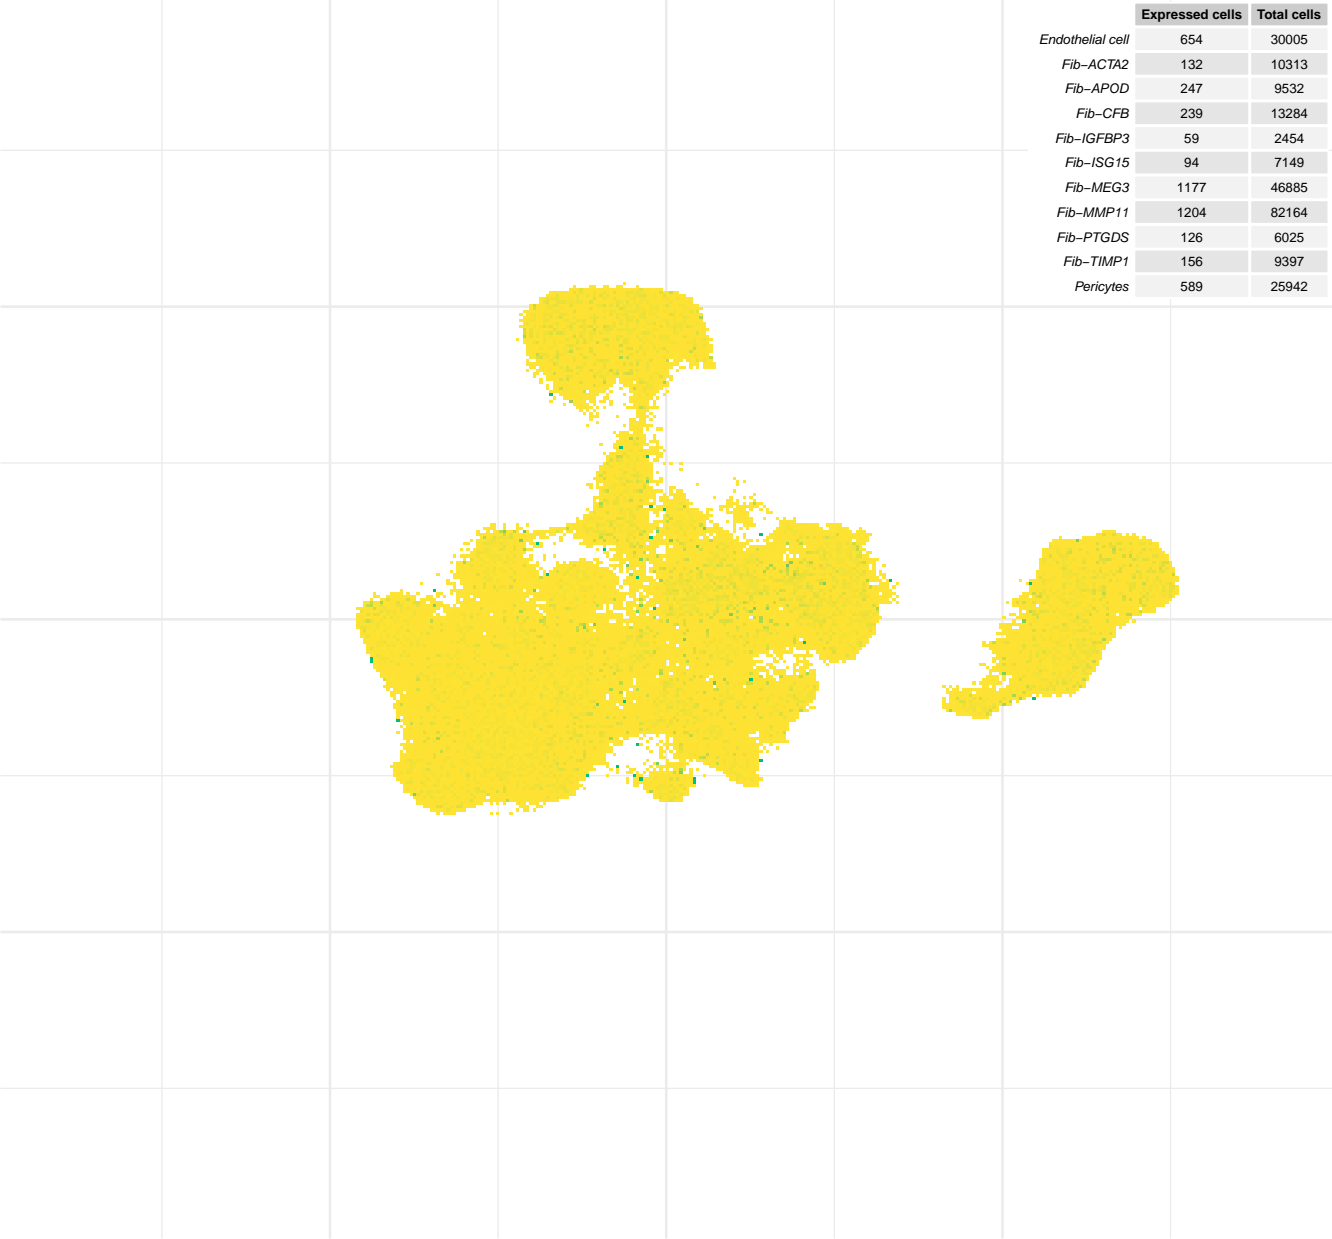 Expressed cells Total cells
Endothelial cell 654 30005
Fib−ACTA2 132 10313
Fib−APOD 247 9532
Fib−CFB 239 13284
Fib−IGFBP3 59 2454
Fib−ISG15 94 7149
Fib−MEG3 1177 46885
Fib−MMP11 1204 82164
Fib−PTGDS 126 6025
Fib−TIMP1 156 9397
Pericytes 589 25942